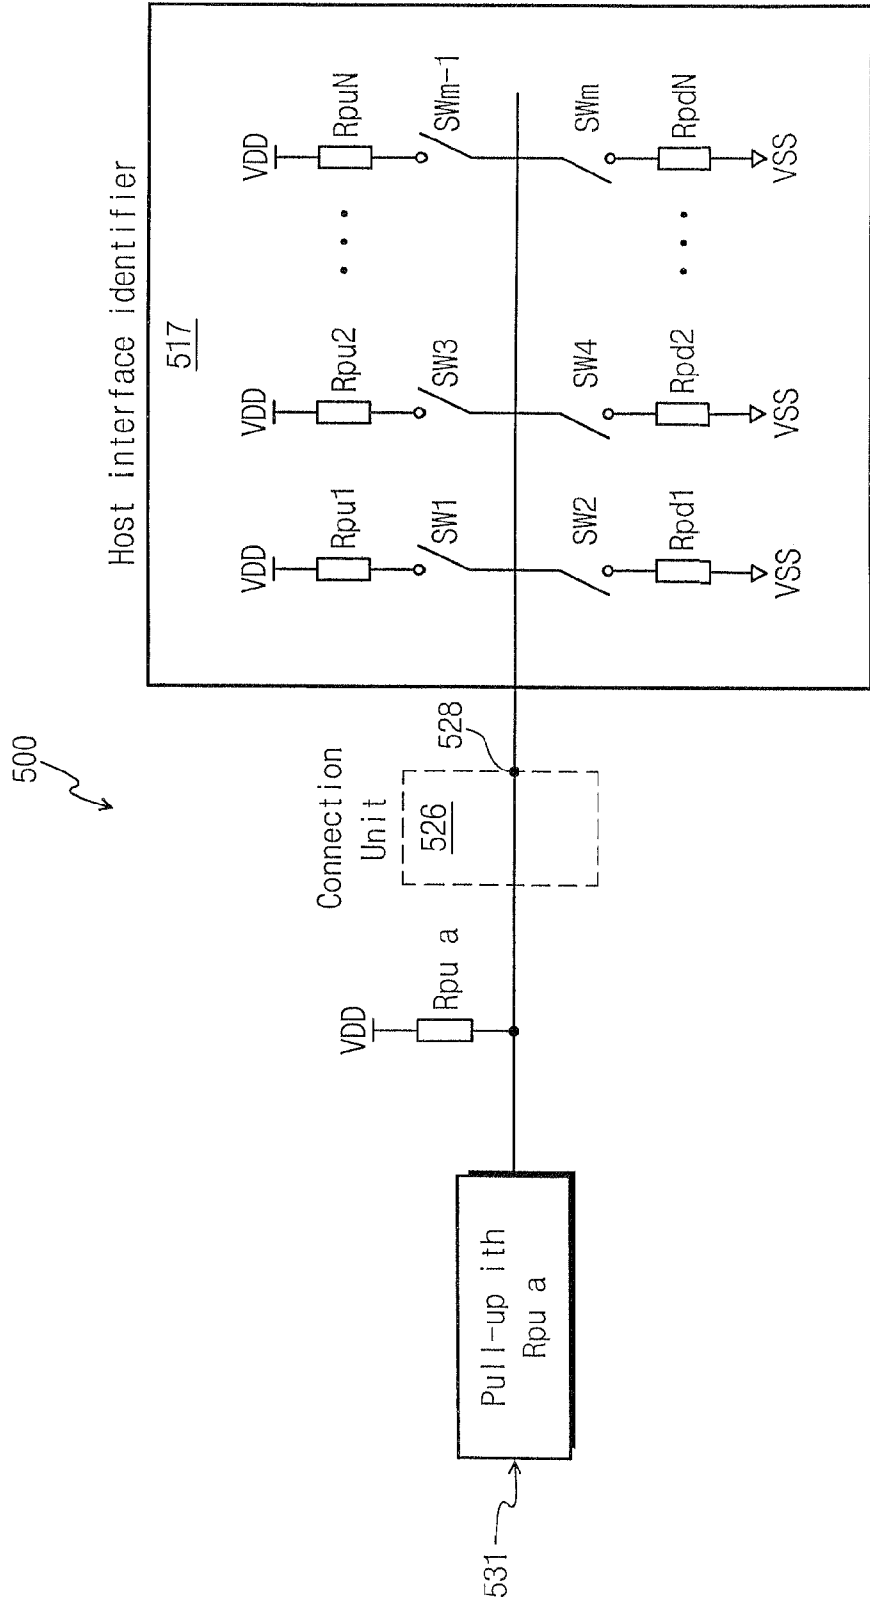 500
Host interface identifier
517
VDD
VDD
VDD
Rpu1
Rpu2
RpuN
SW1
SW3
SWm-1
SW2
SW4
SWm
Rpd1
Rpd2
RpdN
VSS
VSS
VSS
Connection
Unit
526
528
VDD
Rpu a
Pull-up ith
Rpu a
531